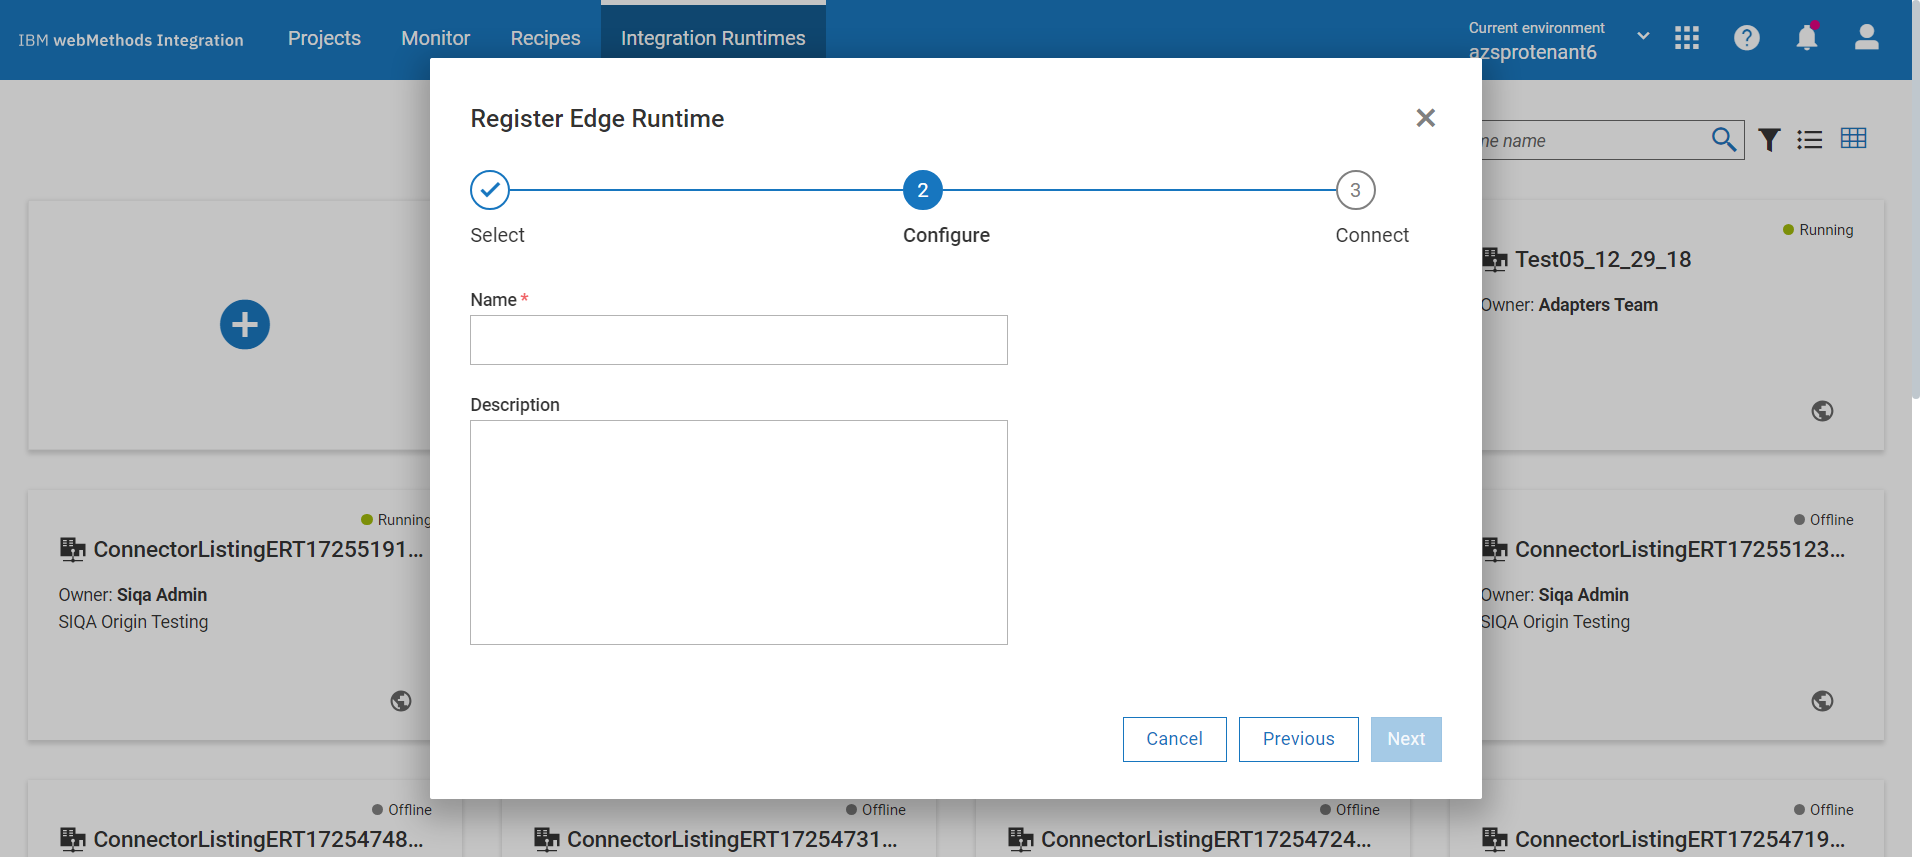 IBM webMethods Integration
Projects
Monitor
Recipes
Integration Runtimes
Current environment
azsprotenant6
Register Edge Runtime
2
3
Select
Configure
Connect
Name *
Description
Cancel
Previous
Next
name
Running
Test05_12_29_18
Owner: Adapters Team
Running
ConnectorListingERT17255191...
Owner: Siqa Admin
SIQA Origin Testing
Offline
ConnectorListingERT17255123...
Owner: Siqa Admin
SIQA Origin Testing
Offline
ConnectorListingERT17254748...
Offline
ConnectorListingERT17254731...
Offline
ConnectorListingERT17254724...
Offline
ConnectorListingERT17254719...